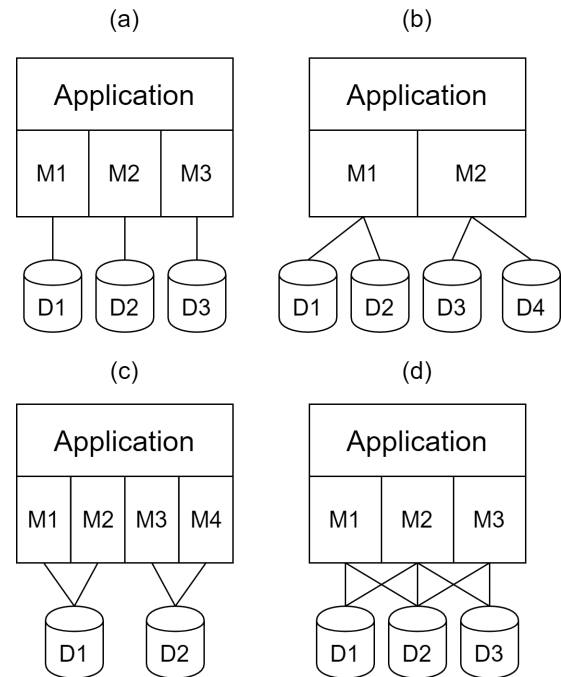 (a)
Application
M1 M2 M3
D1 D2 D3
(b)
Application
M1 M2
D1 D2 D3 D4
(c)
Application
M1 M2 M3 M4
D1 D2
(d)
Application
M1 M2 M3
D1 D2 D3